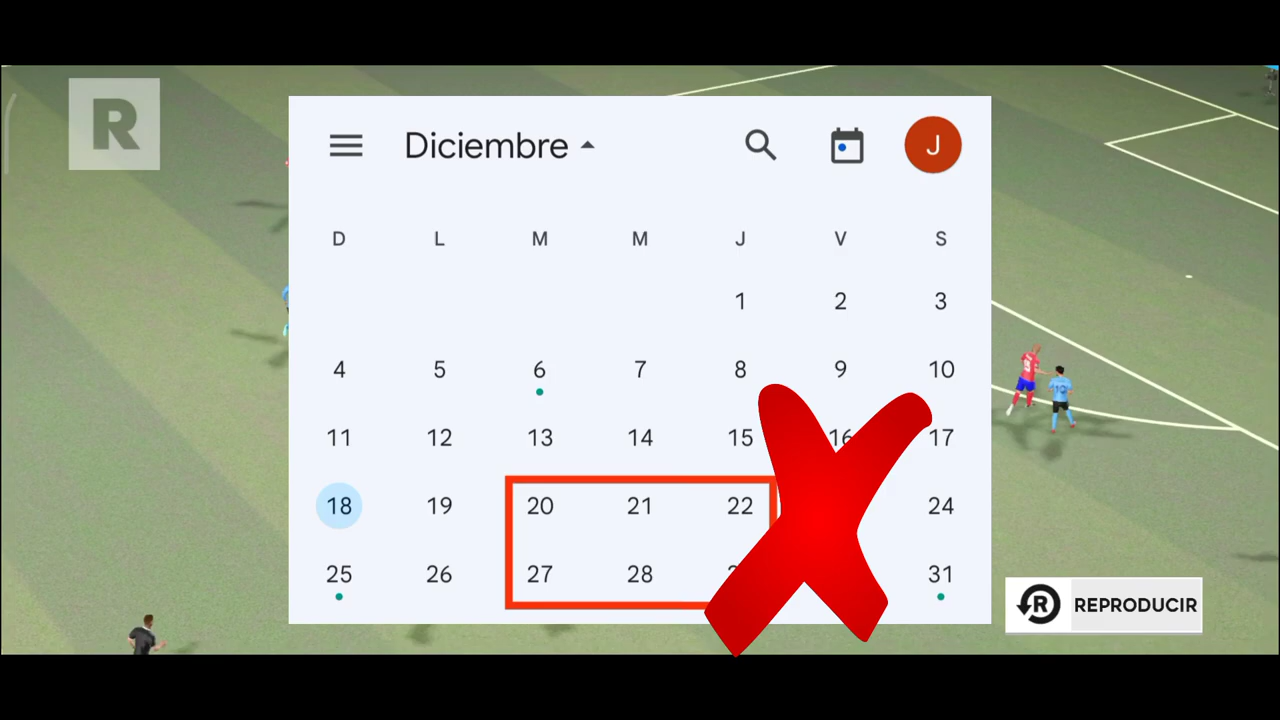 R
Diciembre
J
D L M M J V S
1 2 3
4 5 6 7 8 9 10
11 12 13 14 15 16 17
18 19 20 21 22 24
25 26 27 28 31
R REPRODUCIR